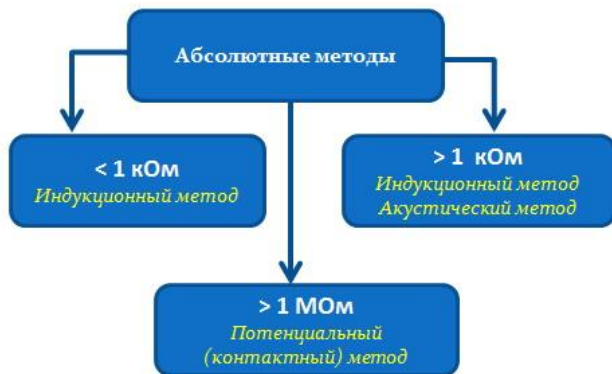 Абсолютные методы
< 1 кОм
Индукционный метод
> 1 кОм
Индукционный метод
Акустический метод
> 1 МОм
Потенциальный
(контактный) метод